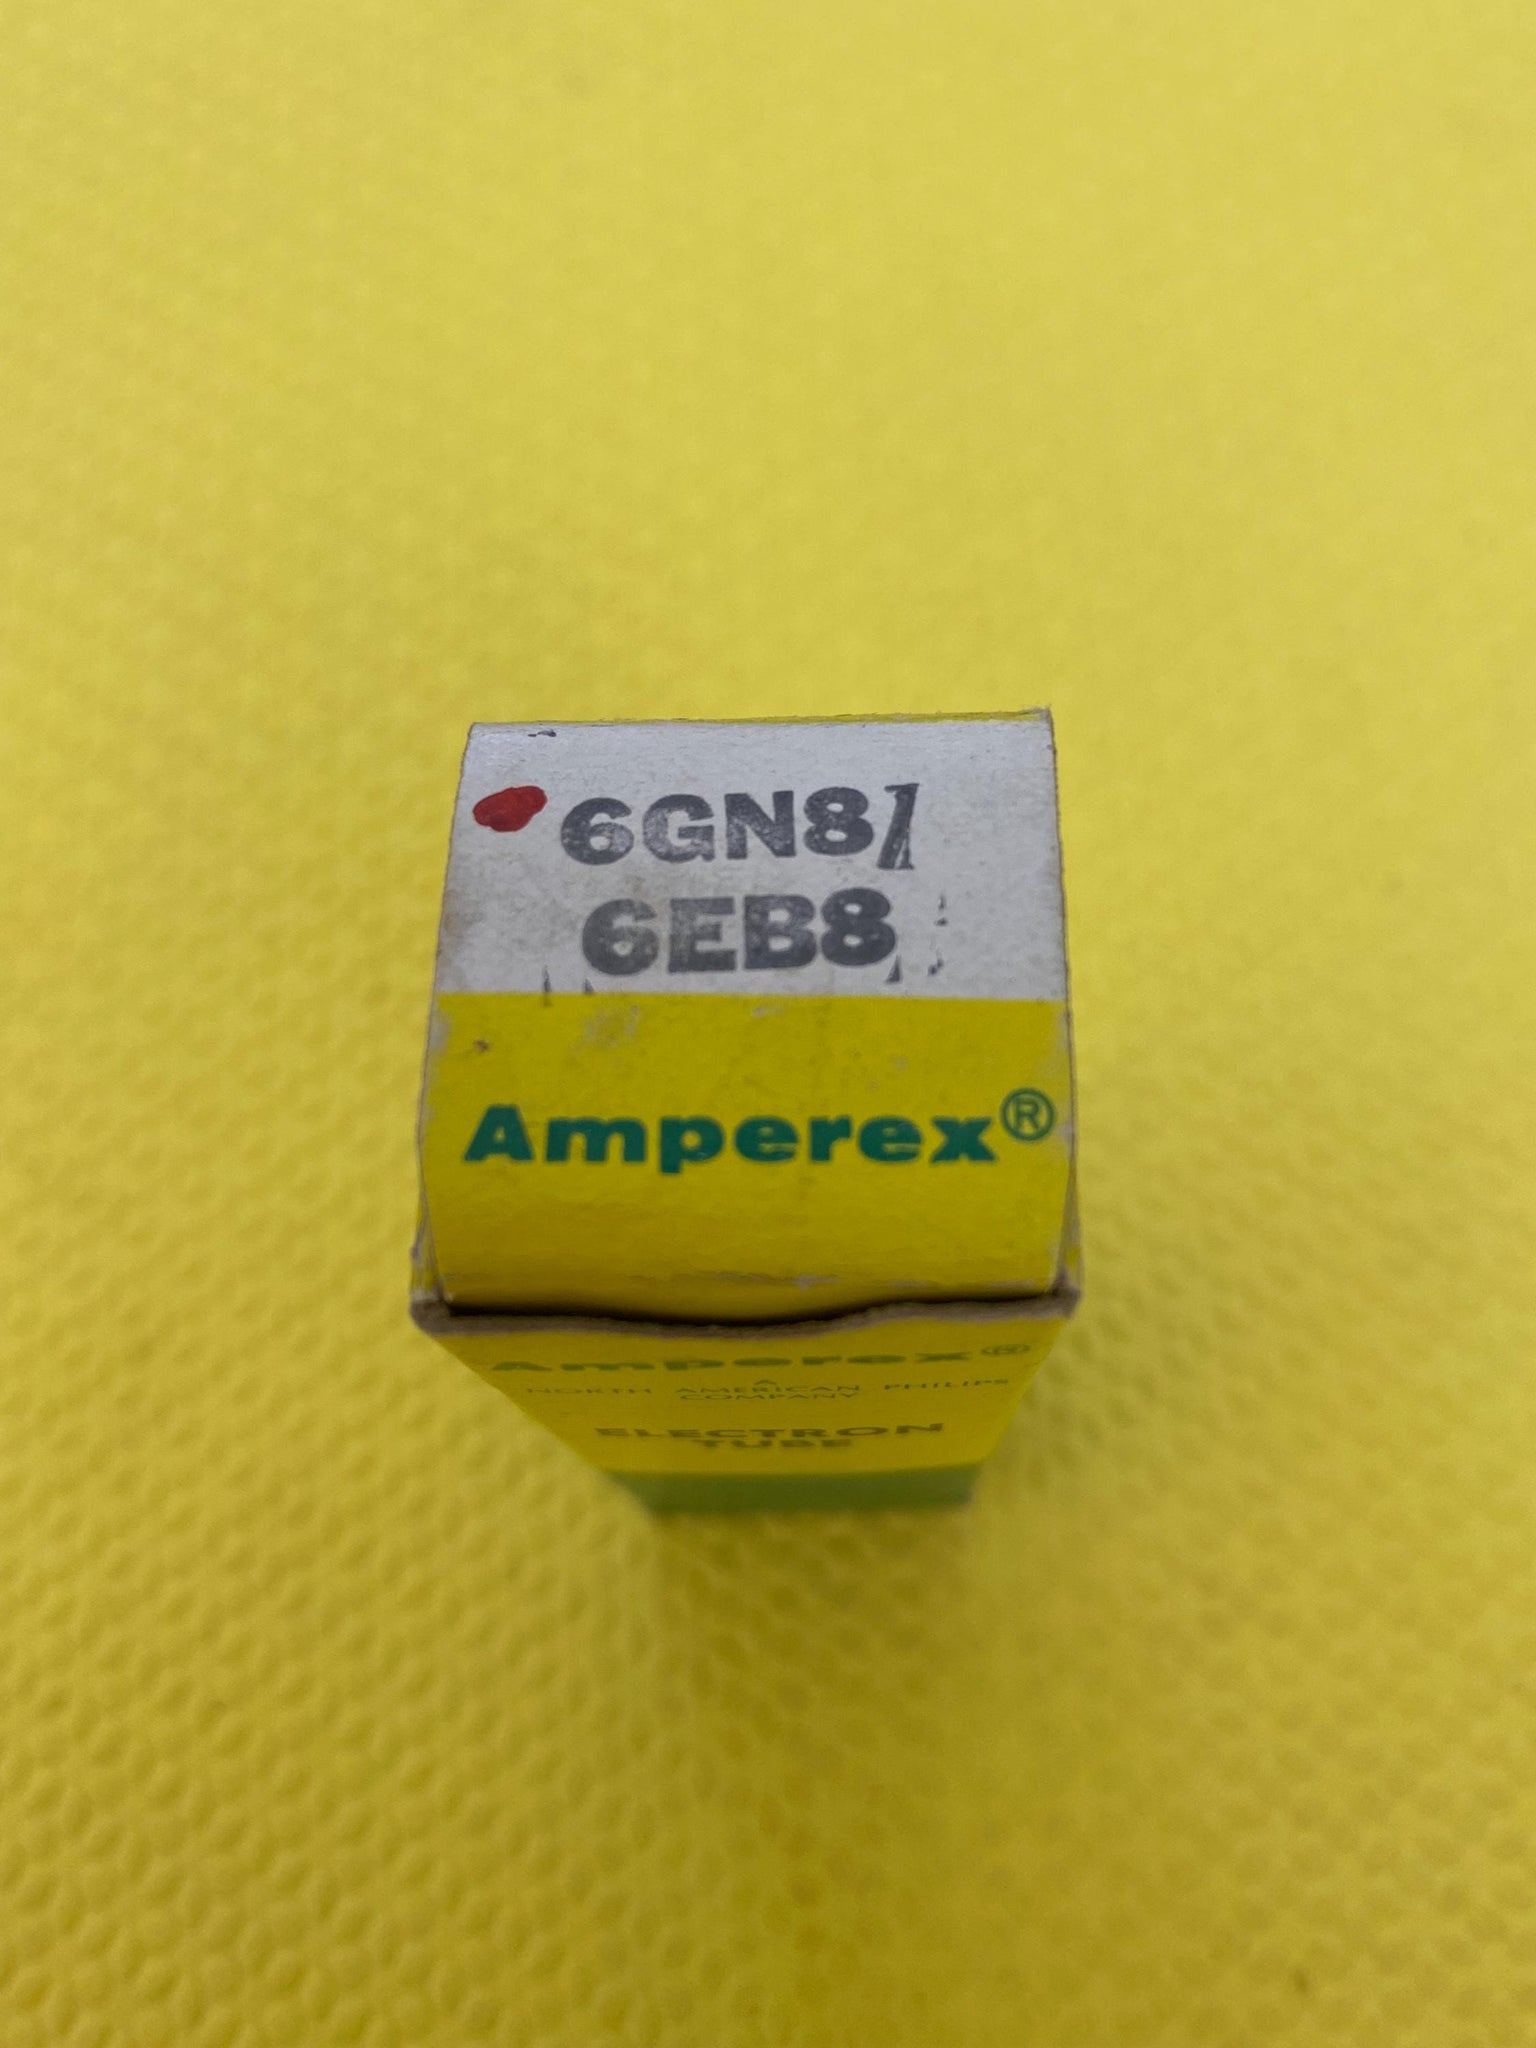 6GN8/
6EB8
Amperex®
Amperex®
A
NORTH AMERICAN PHILIPS
COMPANY
ELECTRON
TUBE